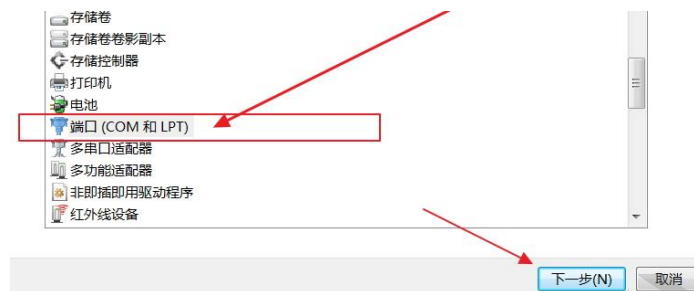 存储卷
存储卷卷影副本
存储控制器
打印机
电池
端口 (COM 和 LPT)
多串口适配器
多功能适配器
非即插即用驱动程序
红外线设备
下一步(N)
取消